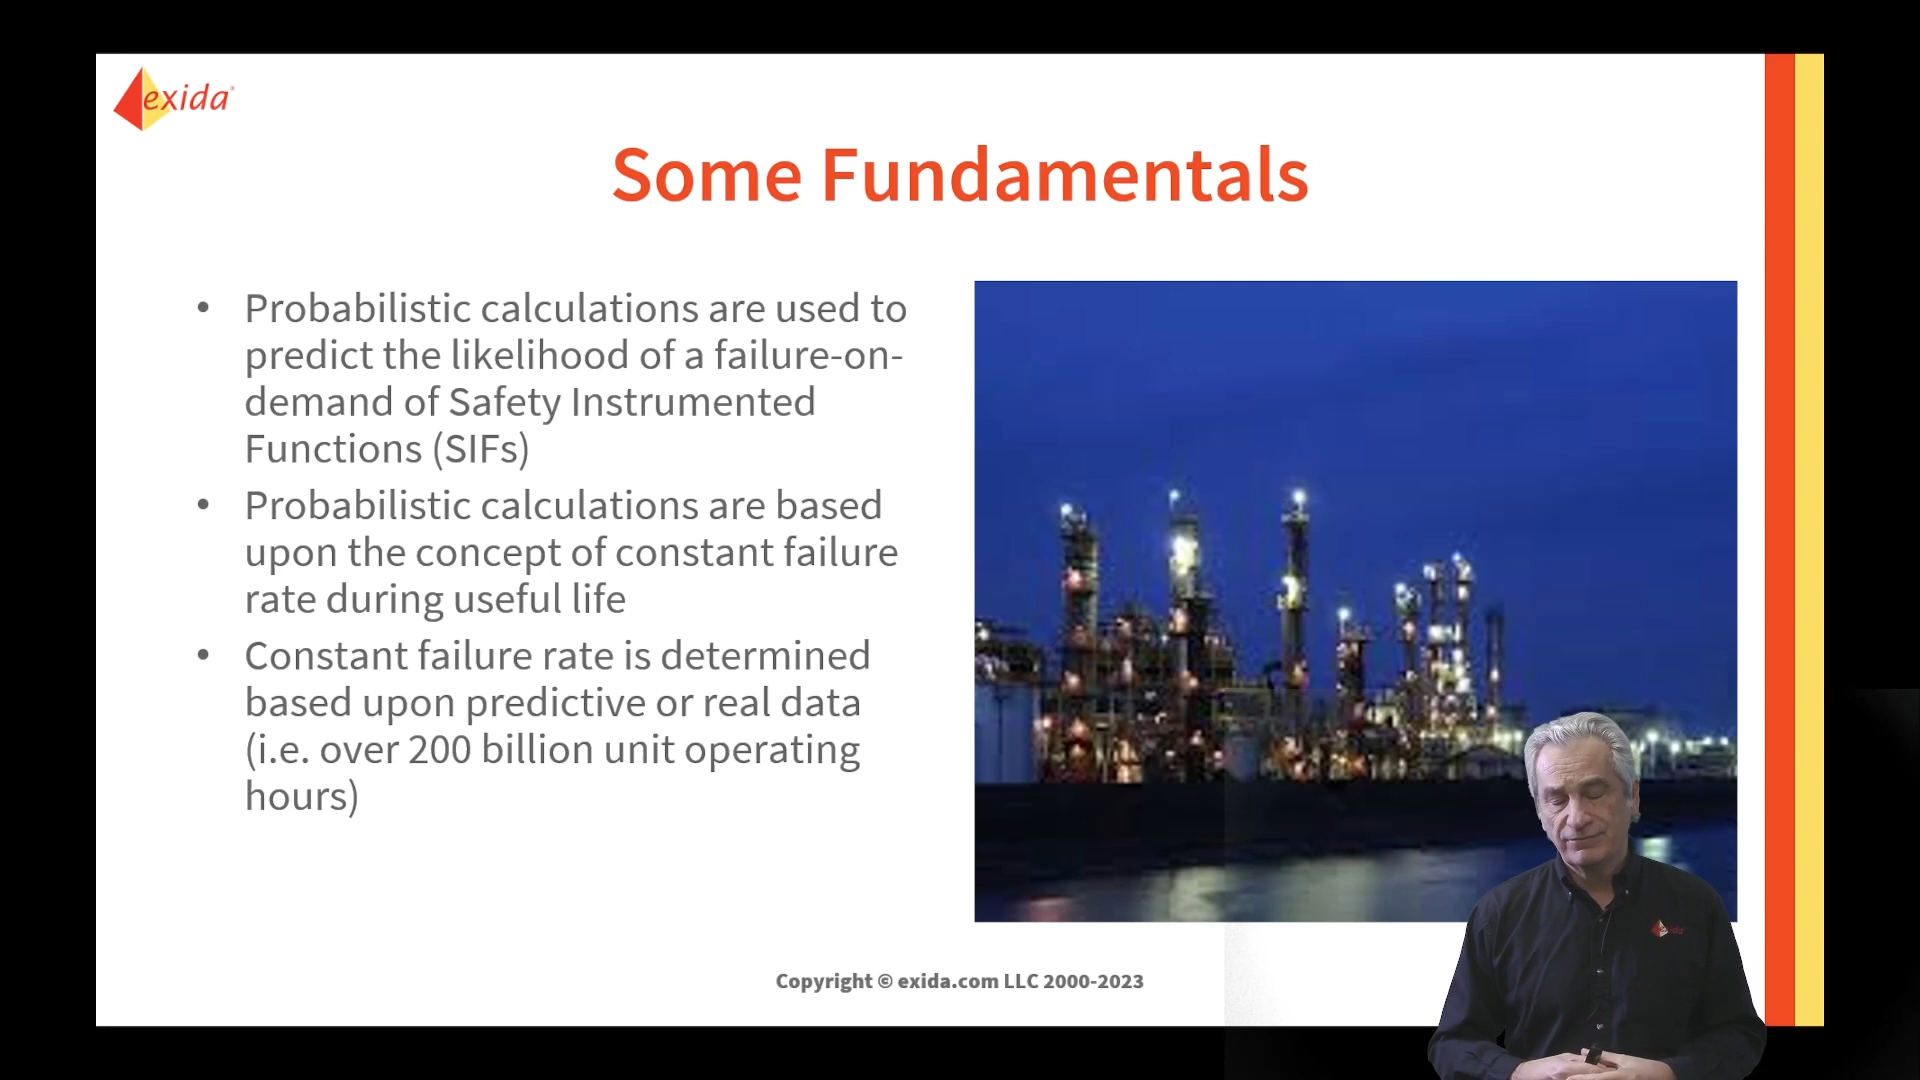 exida
Some Fundamentals
• Probabilistic calculations are used to
predict the likelihood of a failure-on-
demand of Safety Instrumented
Functions (SIFs)
• Probabilistic calculations are based
upon the concept of constant failure
rate during useful life
• Constant failure rate is determined
based upon predictive or real data
(i.e. over 200 billion unit operating
hours)
exida
Copyright © exida.com LLC 2000-2023